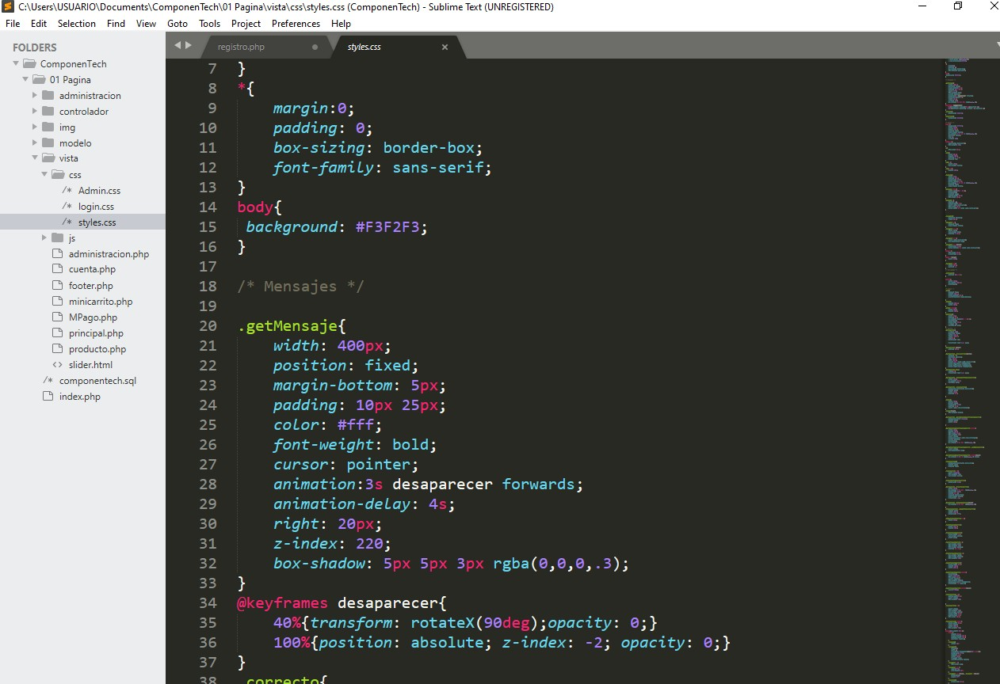 C:\Users\USUARIO\Documents\ComponenTech\01 Pagina\vista\css\styles.css (ComponenTech) - Sublime Text (UNREGISTERED)
File Edit Selection Find View Goto Tools Project Preferences Help
FOLDERS
ComponenTech
01 Pagina
administracion
controlador
img
modelo
vista
css
/* Admin.css
/* login.css
/* styles.css
js
administracion.php
cuenta.php
footer.php
minicarrito.php
MPago.php
principal.php
producto.php
<> slider.html
/* componentech.sql
index.php
registro.php
styles.css
7 }
8 *{
9 margin:0;
10 padding: 0;
11 box-sizing: border-box;
12 font-family: sans-serif;
13 }
14 body{
15 background: #F3F2F3;
16 }
17
18 /* Mensajes */
19
20 .getMensaje{
21 width: 400px;
22 position: fixed;
23 margin-bottom: 5px;
24 padding: 10px 25px;
25 color: #fff;
26 font-weight: bold;
27 cursor: pointer;
28 animation:3s desaparecer forwards;
29 animation-delay: 4s;
30 right: 20px;
31 z-index: 220;
32 box-shadow: 5px 5px 3px rgba(0,0,0,.3);
33 }
34 @keyframes desaparecer{
35 40%{transform: rotateX(90deg);opacity: 0;}
36 100%{position: absolute; z-index: -2; opacity: 0;}
37 }
38 .correcto{